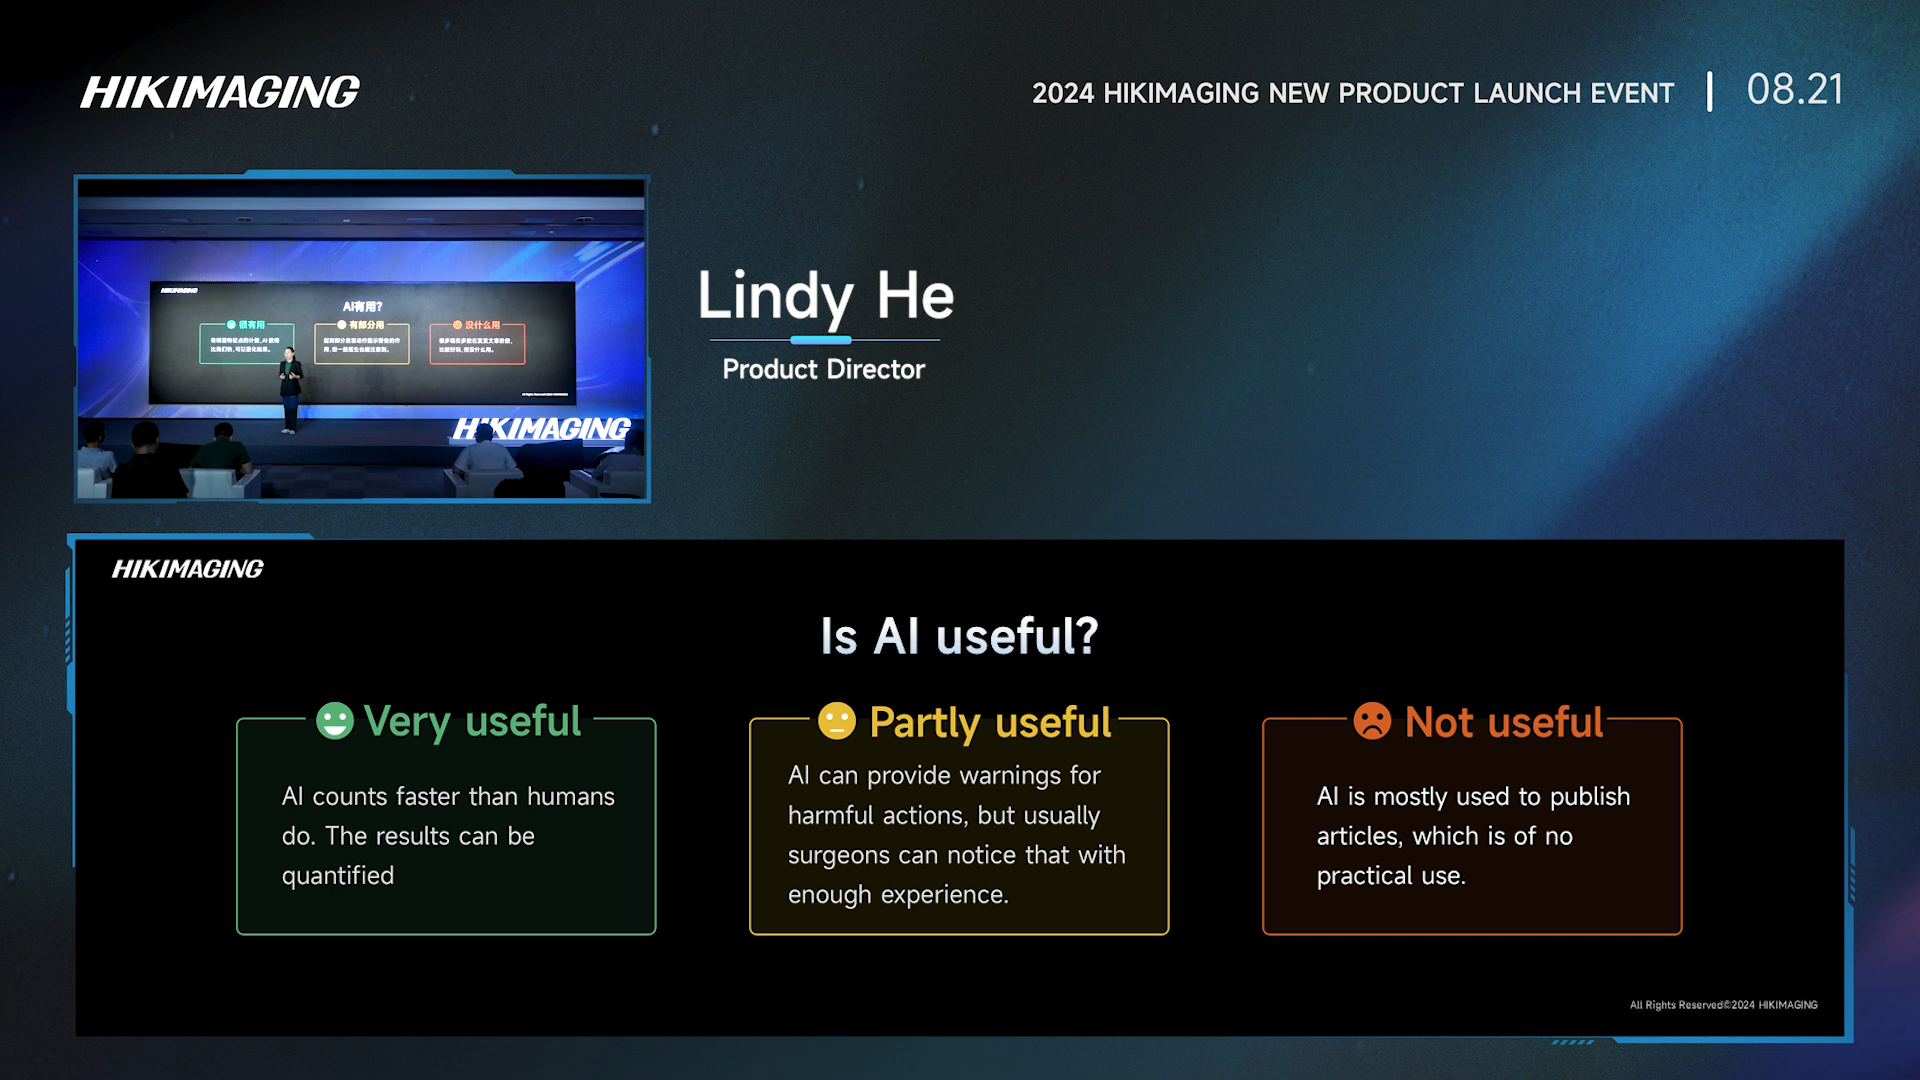 HIKIMAGING
2024 HIKIMAGING NEW PRODUCT LAUNCH EVENT
08.21
AI有用?
很有用
有部分用
没什么用
HIKIMAGING
Lindy He
Product Director
HIKIMAGING
Is AI useful?
Very useful
AI counts faster than humans
do. The results can be
quantified
Partly useful
AI can provide warnings for
harmful actions, but usually
surgeons can notice that with
enough experience.
Not useful
AI is mostly used to publish
articles, which is of no
practical use.
All Rights Reserved©2024 HIKIMAGING